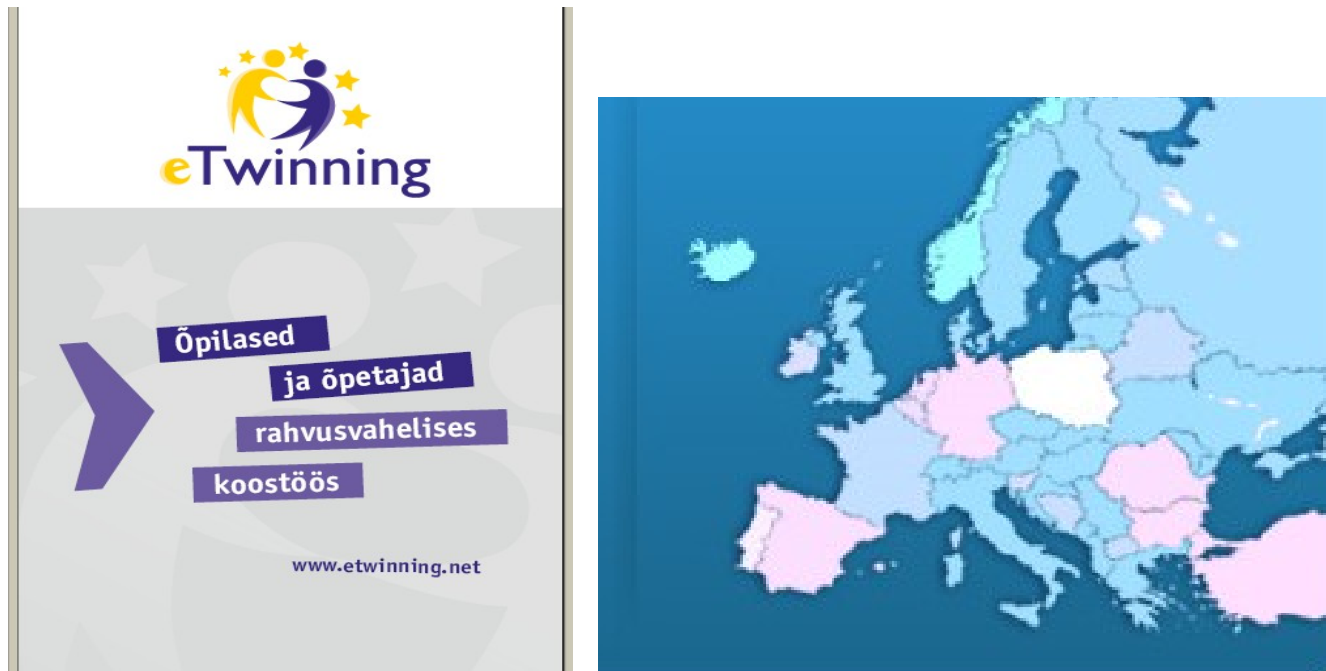 eTwinning
Õpilased
ja õpetajad
rahvusvahelises
koostöös
www.etwinning.net